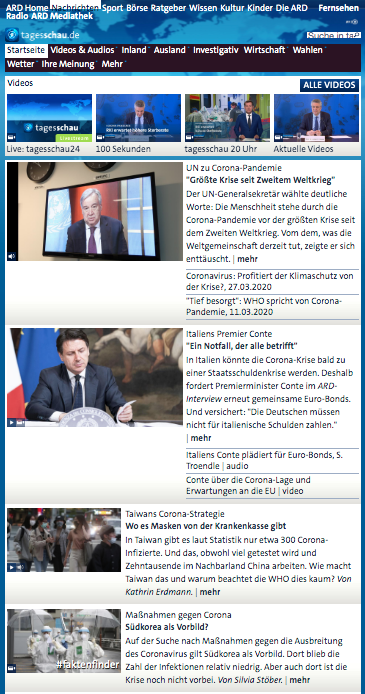 ARD Home Nachrichten Sport Börse Ratgeber Wissen Kultur Kinder Die ARD Fernsehen
Radio ARD Mediathek
tagesschau.de
Suche in ta
Startseite Videos & Audios Inland Ausland Investigativ Wirtschaft Wahlen
Wetter Ihre Meinung Mehr
Videos
ALLE VIDEOS
tagesschau
Livestream
RKI erwartet höhere Sterberate
Live: tagesschau24
100 Sekunden
tagesschau 20 Uhr
Aktuelle Videos
UN zu Corona-Pandemie
"Größte Krise seit Zweitem Weltkrieg"
Der UN-Generalsekretär wählte deutliche
Worte: Die Menschheit stehe durch die
Corona-Pandemie vor der größten Krise seit
dem Zweiten Weltkrieg. Vom dem, was die
Weltgemeinschaft derzeit tut, zeigte er sich
enttäuscht. | mehr
Coronavirus: Profitiert der Klimaschutz von
der Krise?, 27.03.2020
"Tief besorgt": WHO spricht von Corona-
Pandemie, 11.03.2020
Italiens Premier Conte
"Ein Notfall, der alle betrifft"
In Italien könnte die Corona-Krise bald zu
einer Staatsschuldenkrise werden. Deshalb
fordert Premierminister Conte im ARD-
Interview erneut gemeinsame Euro-Bonds.
Und versichert: "Die Deutschen müssen
nicht für italienische Schulden zahlen."
| mehr
Italiens Conte plädiert für Euro-Bonds, S.
Troendle | audio
Conte über die Corona-Lage und
Erwartungen an die EU | video
Taiwans Corona-Strategie
Wo es Masken von der Krankenkasse gibt
In Taiwan gibt es laut Statistik nur etwa 300 Corona-
Infizierte. Und das, obwohl viel getestet wird und
Zehntausende im Nachbarland China arbeiten. Wie macht
Taiwan das und warum beachtet die WHO dies kaum? Von
Kathrin Erdmann. | mehr
Maßnahmen gegen Corona
Südkorea als Vorbild?
Auf der Suche nach Maßnahmen gegen die Ausbreitung
des Coronavirus gilt Südkorea als Vorbild. Dort blieb die
Zahl der Infektionen relativ niedrig. Aber auch dort ist die
Krise noch nicht vorbei. Von Silvia Stöber. | mehr
#faktenfinder